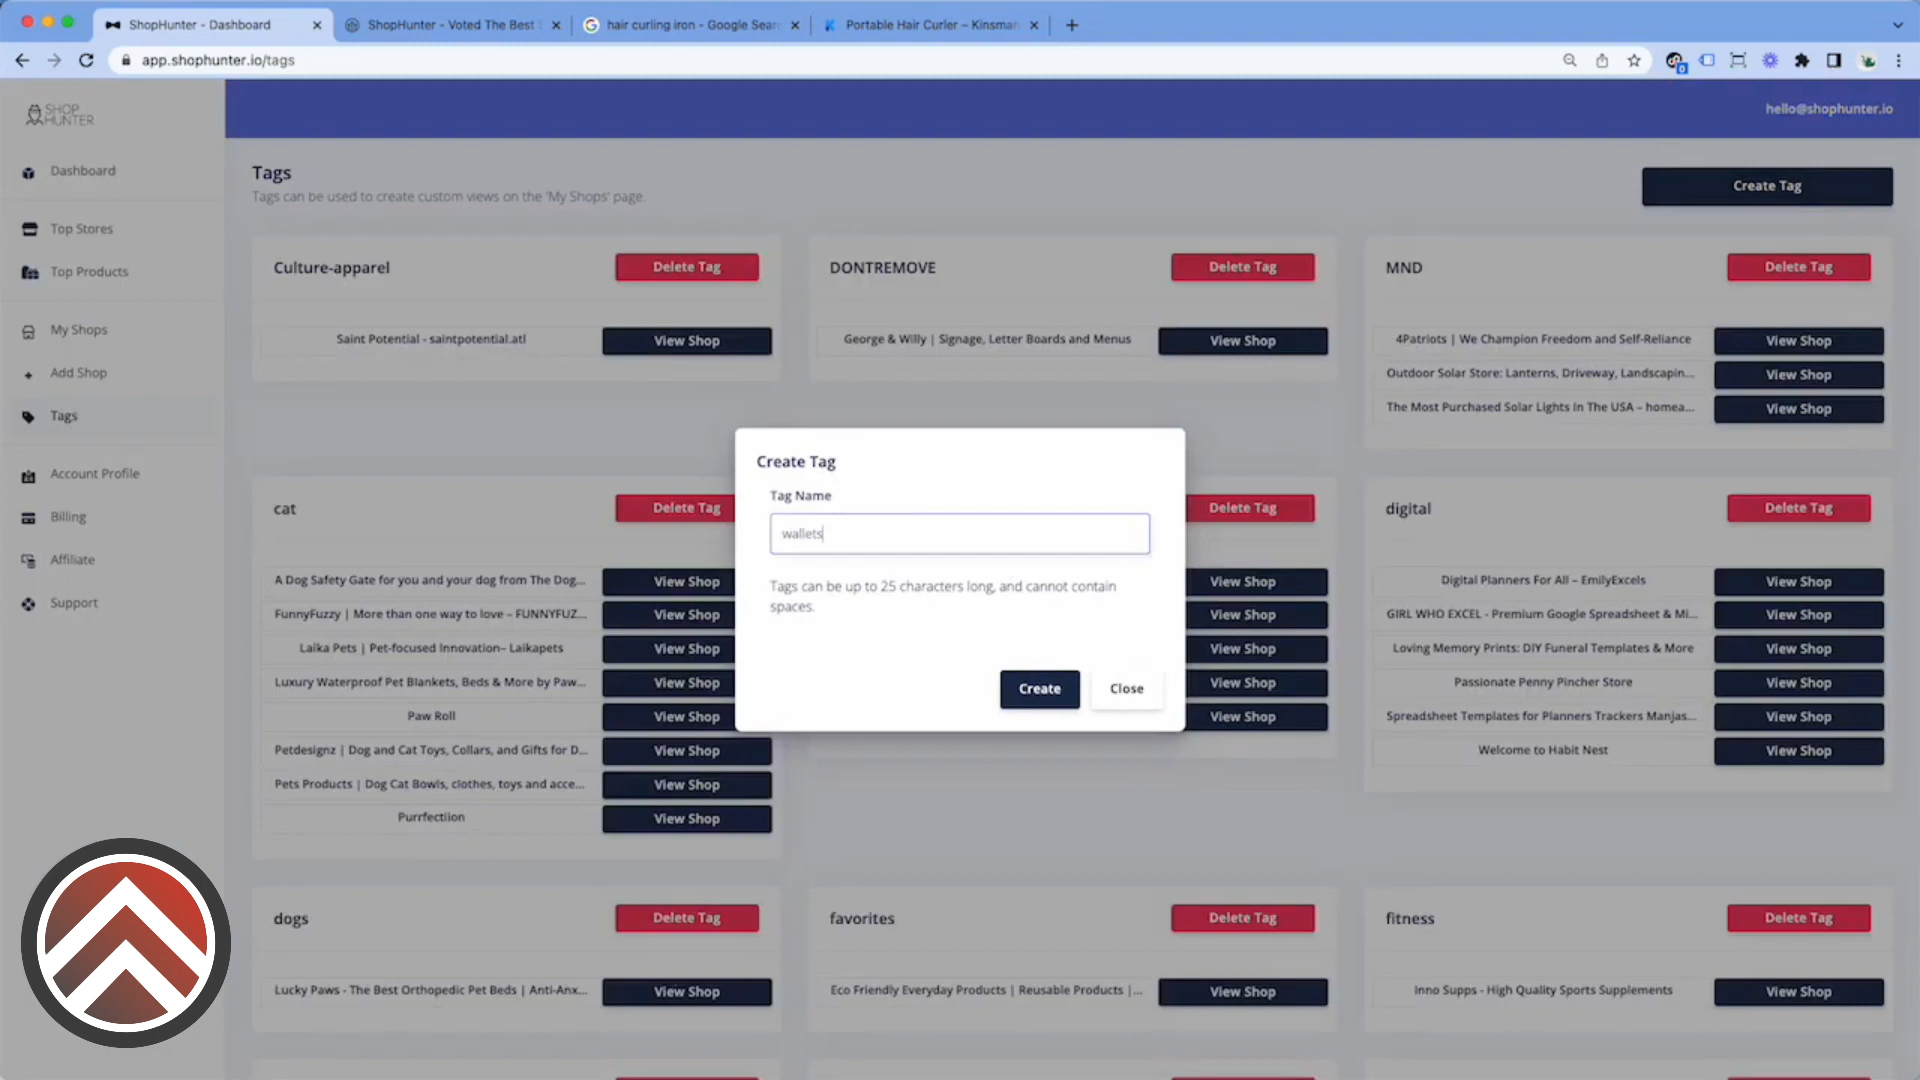 ShopHunter - Dashboard
ShopHunter - Voted The Best
hair curling iron - Google Sear
Portable Hair Curler – Kinsman
app.shophunter.io/tags
SHOP
HUNTER
hello@shophunter.io
Dashboard
Top Stores
Top Products
My Shops
Add Shop
Tags
Account Profile
Billing
Affiliate
Support
Tags
Tags can be used to create custom views on the 'My Shops' page.
Create Tag
Culture-apparel
Delete Tag
Saint Potential - saintpotential.atl
View Shop
DONTREMOVE
Delete Tag
George & Willy | Signage, Letter Boards and Menus
View Shop
MND
Delete Tag
4Patriots | We Champion Freedom and Self-Reliance
View Shop
Outdoor Solar Store: Lanterns, Driveway, Landscapin...
View Shop
The Most Purchased Solar Lights In The USA – homea...
View Shop
Create Tag
Tag Name
wallets
Tags can be up to 25 characters long, and cannot contain
spaces.
Create
Close
cat
Delete Tag
A Dog Safety Gate for you and your dog from The Dog...
View Shop
FunnyFuzzy | More than one way to love – FUNNYFUZ...
View Shop
Laika Pets | Pet-focused Innovation– Laikapets
View Shop
Luxury Waterproof Pet Blankets, Beds & More by Paw...
View Shop
Paw Roll
View Shop
Petdesignz | Dog and Cat Toys, Collars, and Gifts for D...
View Shop
Pets Products | Dog Cat Bowls, clothes, toys and acce...
View Shop
Purrfectiion
View Shop
Delete Tag
View Shop
View Shop
View Shop
View Shop
View Shop
digital
Delete Tag
Digital Planners For All – EmilyExcels
View Shop
GIRL WHO EXCEL - Premium Google Spreadsheet & Mi...
View Shop
Loving Memory Prints: DIY Funeral Templates & More
View Shop
Passionate Penny Pincher Store
View Shop
Spreadsheet Templates for Planners Trackers Manjas...
View Shop
Welcome to Habit Nest
View Shop
dogs
Delete Tag
Lucky Paws - The Best Orthopedic Pet Beds | Anti-Anx...
View Shop
favorites
Delete Tag
Eco Friendly Everyday Products | Reusable Products |...
View Shop
fitness
Delete Tag
Inno Supps - High Quality Sports Supplements
View Shop